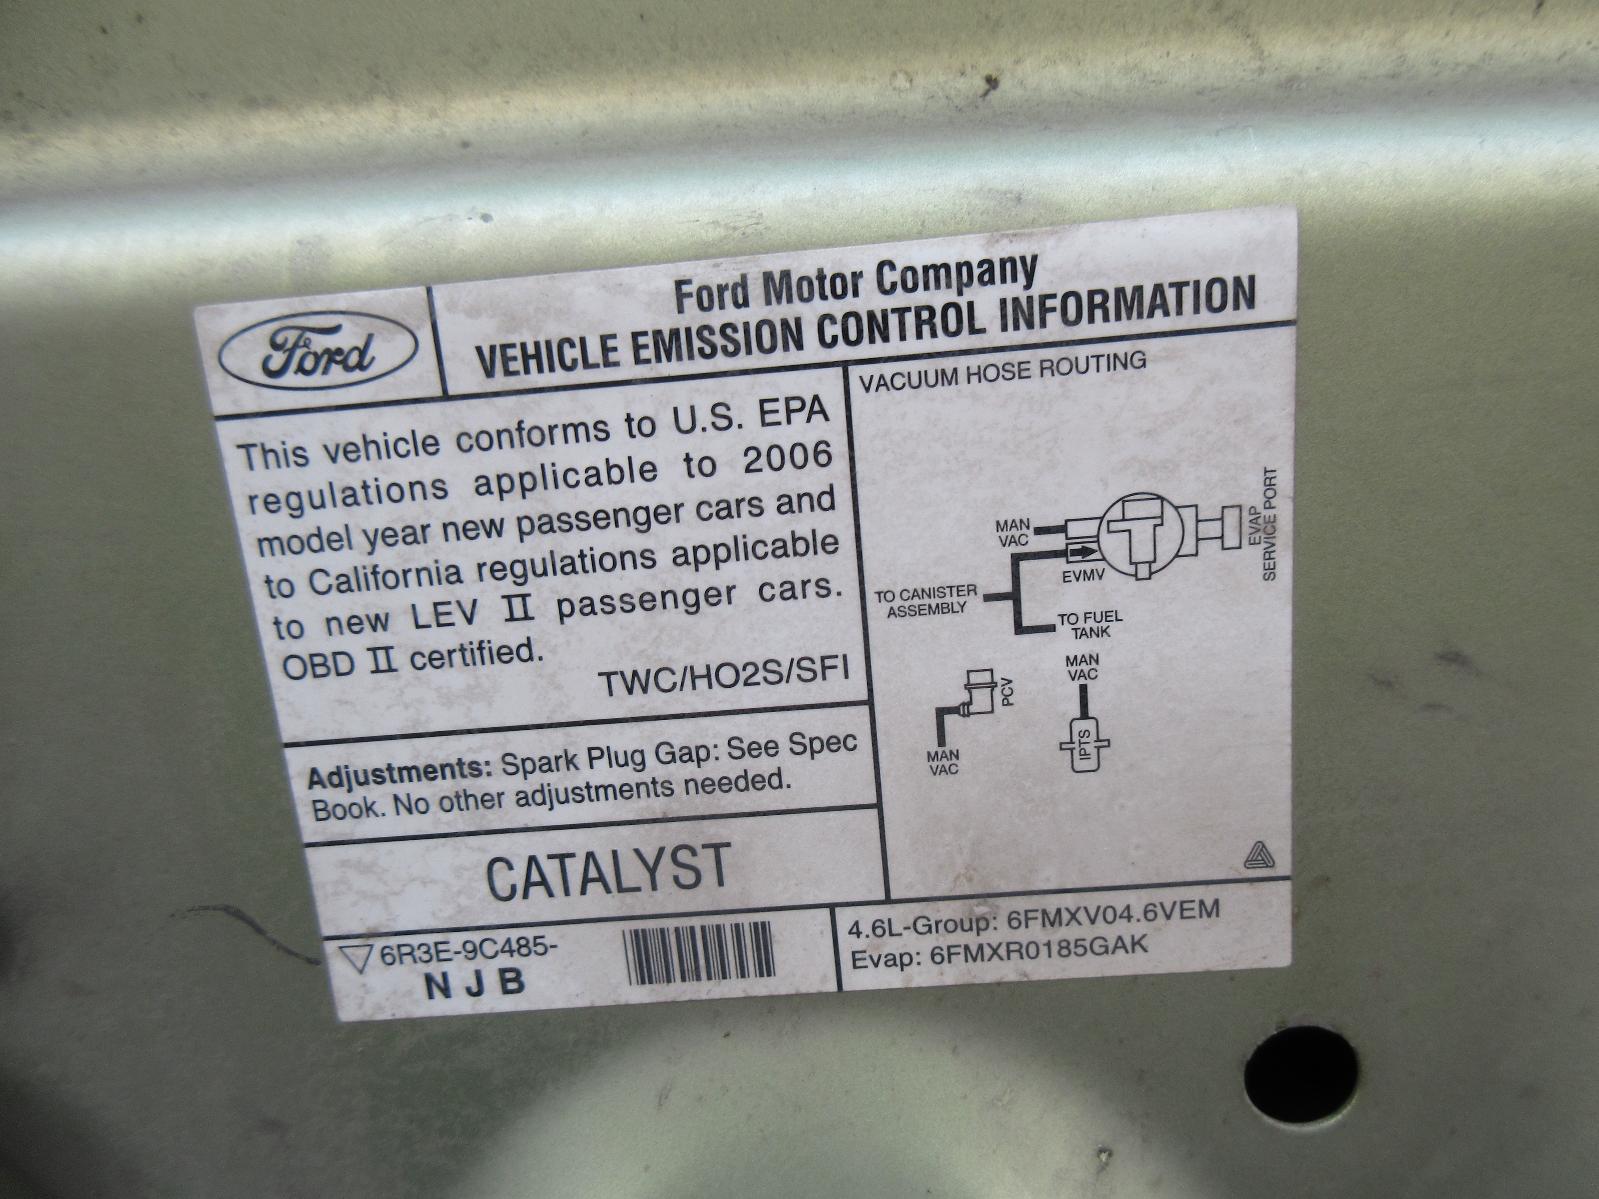 Ford
Ford Motor Company
VEHICLE EMISSION CONTROL INFORMATION
This vehicle conforms to U.S. EPA
regulations applicable to 2006
model year new passenger cars and
to California regulations applicable
to new LEV II passenger cars.
OBD II certified.
TWC/HO2S/SFI
Adjustments: Spark Plug Gap: See Spec
Book. No other adjustments needed.
CATALYST
6R3E-9C485-
N J B
VACUUM HOSE ROUTING
MAN
VAC
EVMV
EVAP
SERVICE PORT
TO CANISTER
ASSEMBLY
TO FUEL
TANK
PCV
MAN
VAC
MAN
VAC
IPTS
4.6L-Group: 6FMXV04.6VEM
Evap: 6FMXR0185GAK